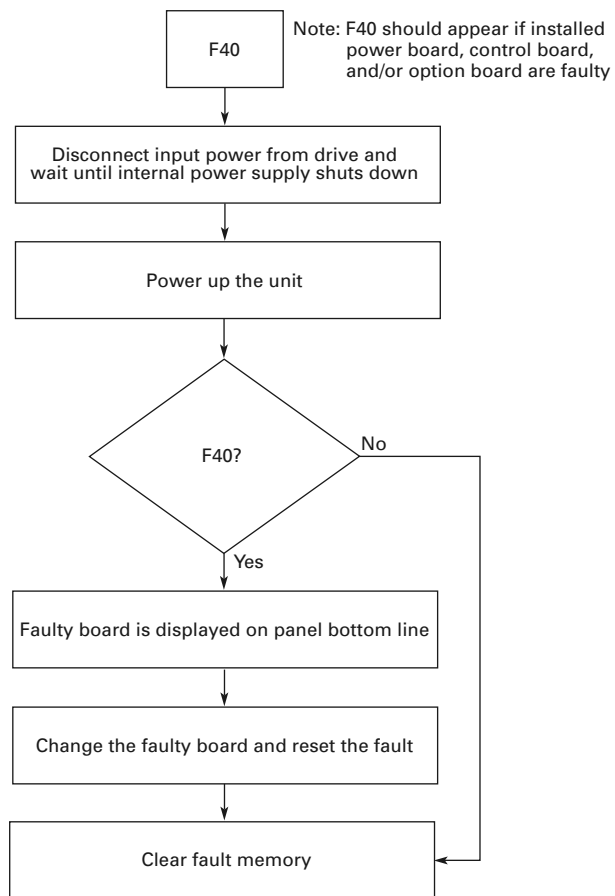 F40
Note: F40 should appear if installed
power board, control board,
and/or option board are faulty
Disconnect input power from drive and
wait until internal power supply shuts down
Power up the unit
F40?
No
Yes
Faulty board is displayed on panel bottom line
Change the faulty board and reset the fault
Clear fault memory